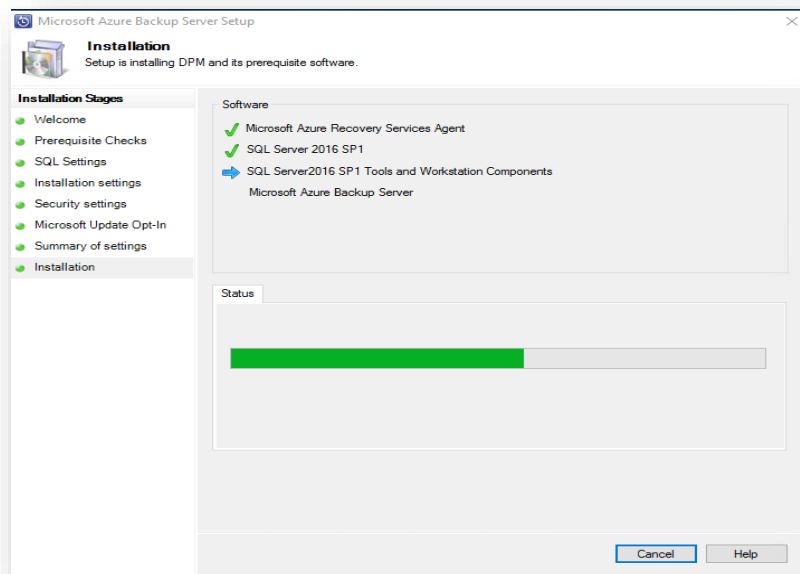 Microsoft Azure Backup Server Setup
Installation
Setup is installing DPM and its prerequisite software.
Installation Stages
Welcome
Prerequisite Checks
SQL Settings
Installation settings
Security settings
Microsoft Update Opt-In
Summary of settings
Installation
Software
Microsoft Azure Recovery Services Agent
SQL Server 2016 SP1
SQL Server2016 SP1 Tools and Workstation Components
Microsoft Azure Backup Server
Status
Cancel
Help